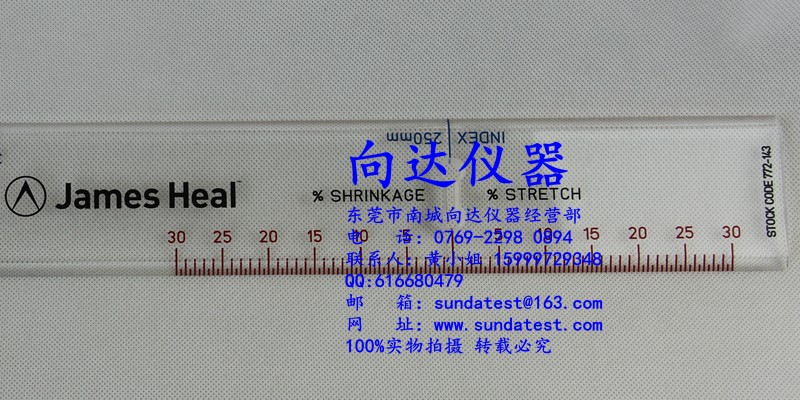 INDEX
250mm
向达仪器
James Heal
% SHRINKAGE % STRETCH
STOCK CODE 772-143
东莞市南城向达仪器经营部
30 25 20 15 10 5 0 5 10 15 20 25 30
电 话: 0769-2298 0894
联系人: 黄小姐 15999729348
QQ:616680479
邮 箱: sundatest@163.com
网 址: www.sundatest.com
100%实物拍摄 转载必究